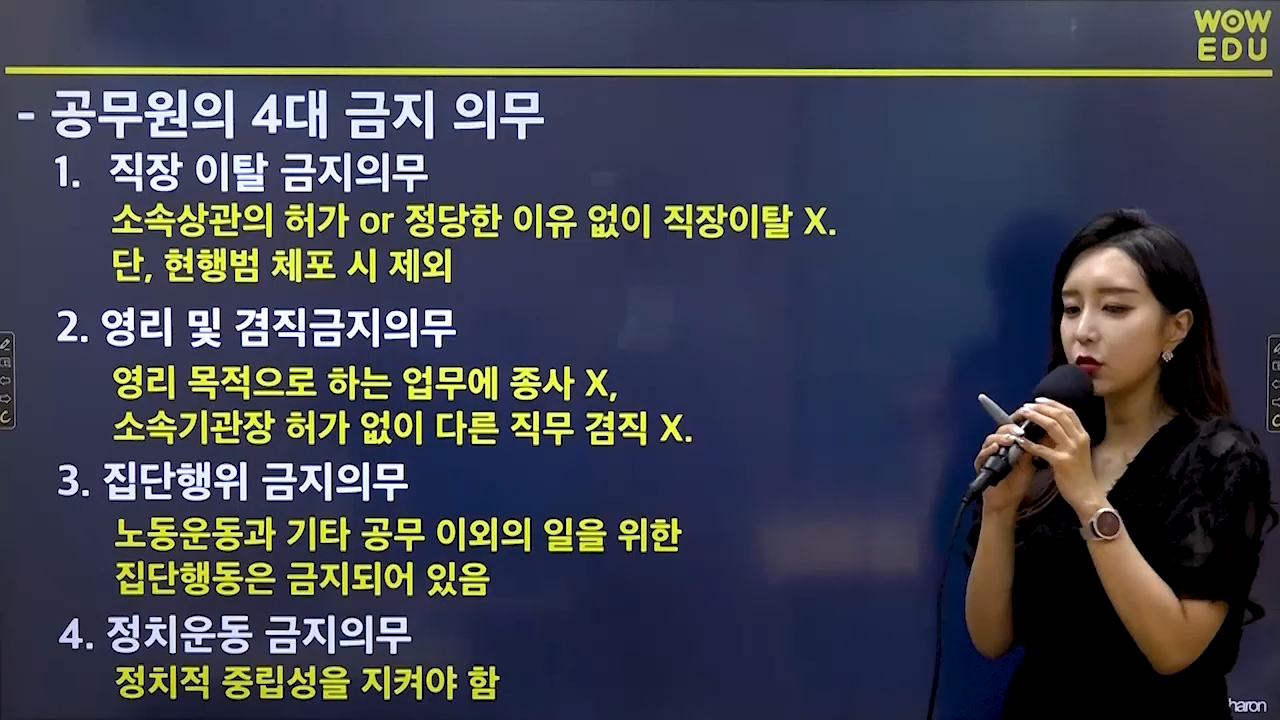 WOW
EDU
- 공무원의 4대 금지 의무
1. 직장 이탈 금지의무
소속상관의 허가 or 정당한 이유 없이 직장이탈 X.
단, 현행범 체포 시 제외
2. 영리 및 겸직금지의무
영리 목적으로 하는 업무에 종사 X,
소속기관장 허가 없이 다른 직무 겸직 X.
3. 집단행위 금지의무
노동운동과 기타 공무 이외의 일을 위한
집단행동은 금지되어 있음
4. 정치운동 금지의무
정치적 중립성을 지켜야 함
haron